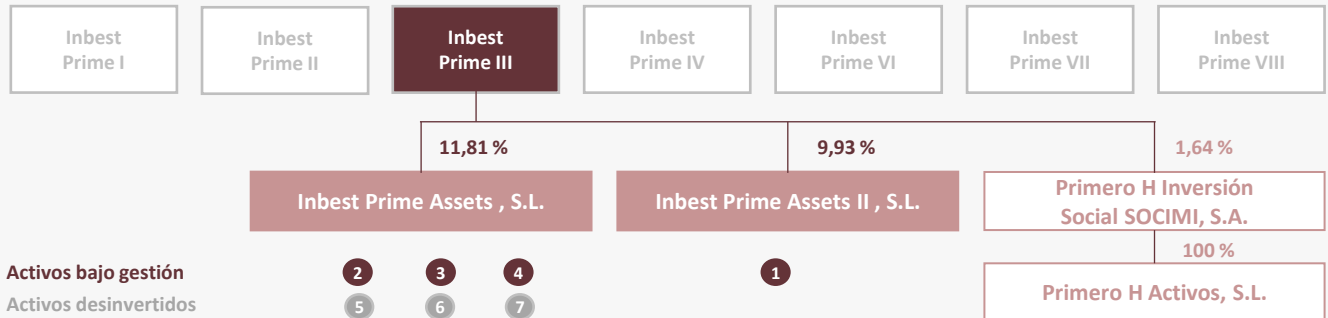 Inbest
Prime I
Inbest
Prime II
Inbest
Prime III
Inbest
Prime IV
Inbest
Prime VI
Inbest
Prime VII
Inbest
Prime VIII
11,81 %
9,93 %
1,64 %
Inbest Prime Assets , S.L.
Inbest Prime Assets II , S.L.
Primero H Inversión
Social SOCIMI, S.A.
100 %
Activos bajo gestión
2
3
4
1
Primero H Activos, S.L.
Activos desinvertidos
5
6
7